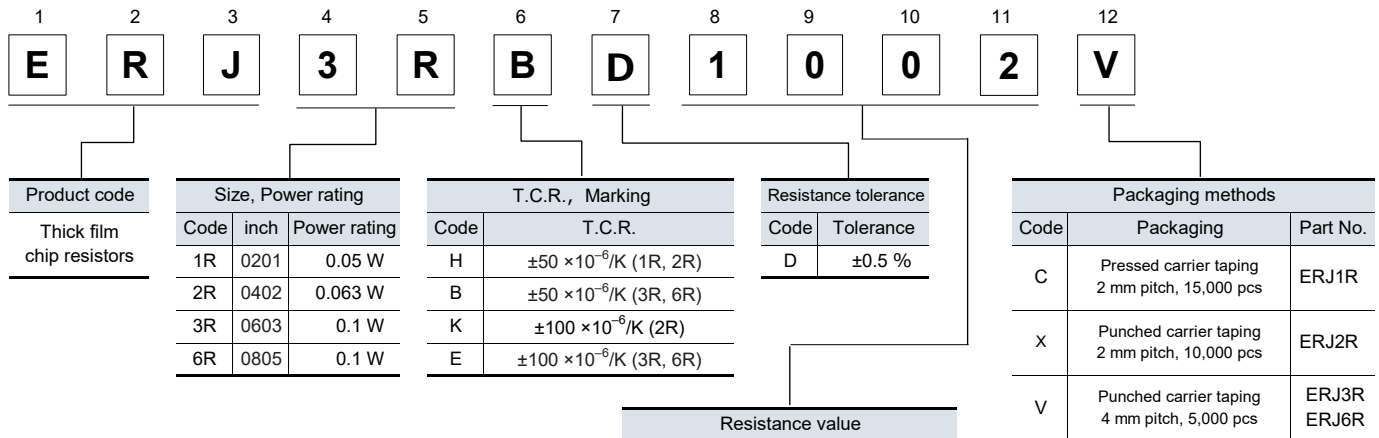 1 2 3 4 5 6 7 8 9 10 11 12
E R J 3 R B D 1 0 0 2 V
Product code
Thick film
chip resistors
Size, Power rating
Code inch Power rating
1R 0201 0.05 W
2R 0402 0.063 W
3R 0603 0.1 W
6R 0805 0.1 W
T.C.R., Marking
Code T.C.R.
H ±50 ×10⁻⁶/K (1R, 2R)
B ±50 ×10⁻⁶/K (3R, 6R)
K ±100 ×10⁻⁶/K (2R)
E ±100 ×10⁻⁶/K (3R, 6R)
Resistance tolerance
Code Tolerance
D ±0.5 %
Packaging methods
Code Packaging Part No.
C Pressed carrier taping
2 mm pitch, 15,000 pcs ERJ1R
X Punched carrier taping
2 mm pitch, 10,000 pcs ERJ2R
V Punched carrier taping
4 mm pitch, 5,000 pcs
ERJ3R
ERJ6R
Resistance value